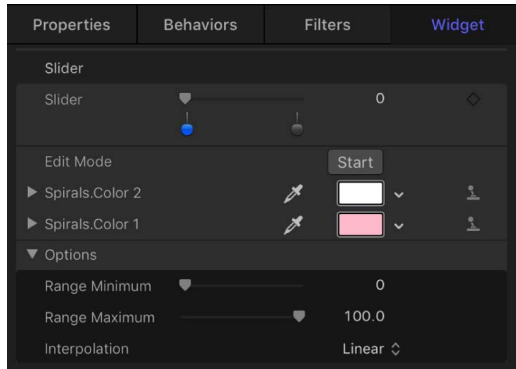 Properties Behaviors Filters Widget
Slider
Slider 0
Edit Mode Start
Spirals.Color 2
Spirals.Color 1
Options
Range Minimum 0
Range Maximum 100.0
Interpolation Linear